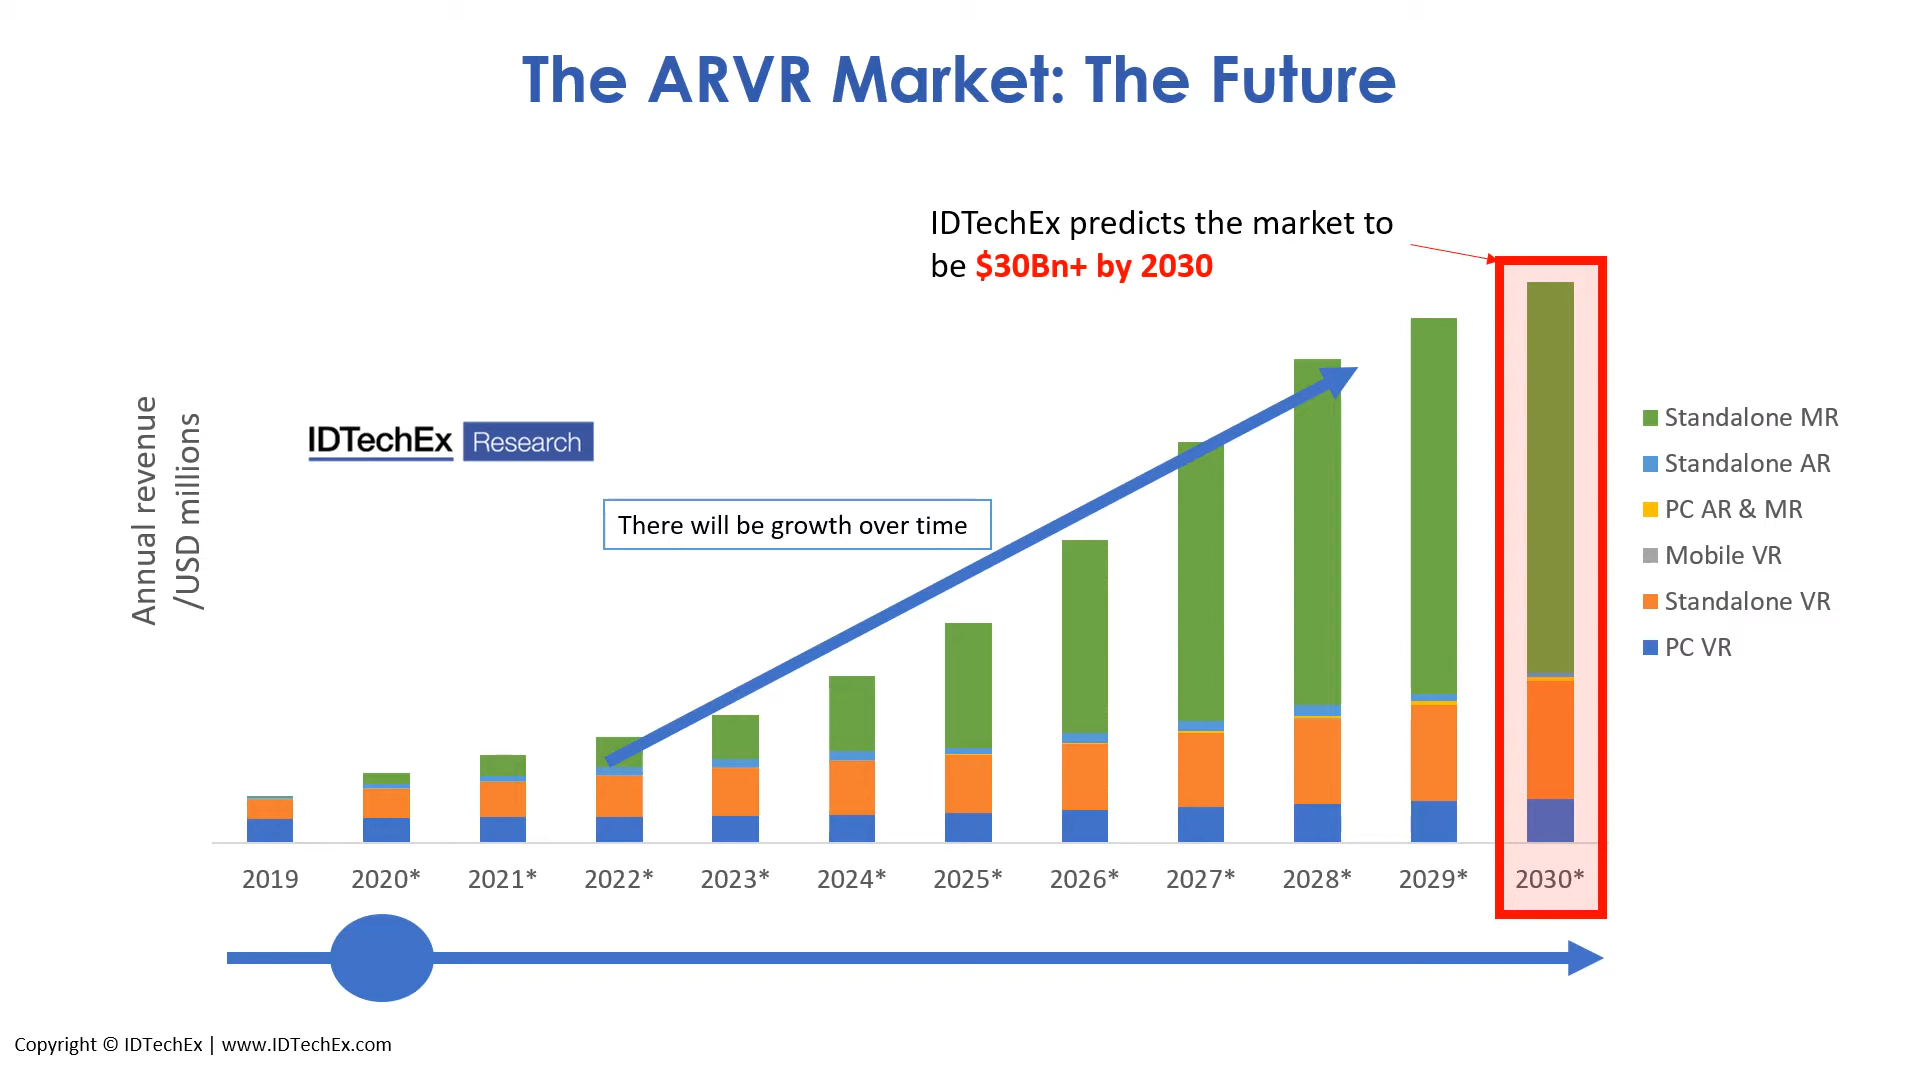 The ARVR Market: The Future
IDTechEx predicts the market to
be $30Bn+ by 2030
Annual revenue
/USD millions
IDTechEx Research
There will be growth over time
Standalone MR
Standalone AR
PC AR & MR
Mobile VR
Standalone VR
PC VR
2019 2020* 2021* 2022* 2023* 2024* 2025* 2026* 2027* 2028* 2029* 2030*
Copyright © IDTechEx | www.IDTechEx.com